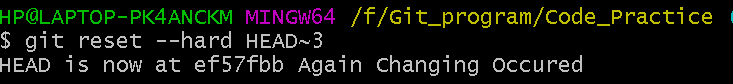 HP@LAPTOP-PK4ANCKM MINGW64 /f/Git_program/Code_Practice
$ git reset --hard HEAD~3
HEAD is now at ef57fbb Again Changing Occured